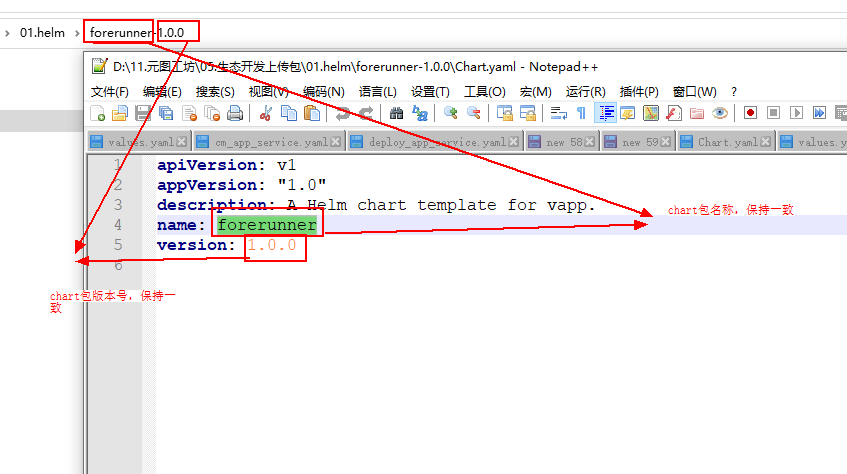 01.helm
forerunner-1.0.0
D:\11.元图工坊\05.生态开发上传包\01.helm\forerunner-1.0.0\Chart.yaml - Notepad++
文件(F) 编辑(E) 搜索(S) 视图(V) 编码(N) 语言(L) 设置(T) 工具(O) 宏(M) 运行(R) 插件(P) 窗口(W) ?
values.yaml cm_app_service.yaml deploy_app_service.yaml new 58 new 59 Chart.yaml values.y
1 apiVersion: v1
2 appVersion: "1.0"
3 description: A Helm chart template for vapp.
4 name: forerunner
5 version: 1.0.0
6
chart包名称，保持一致
chart包版本号，保持一
致